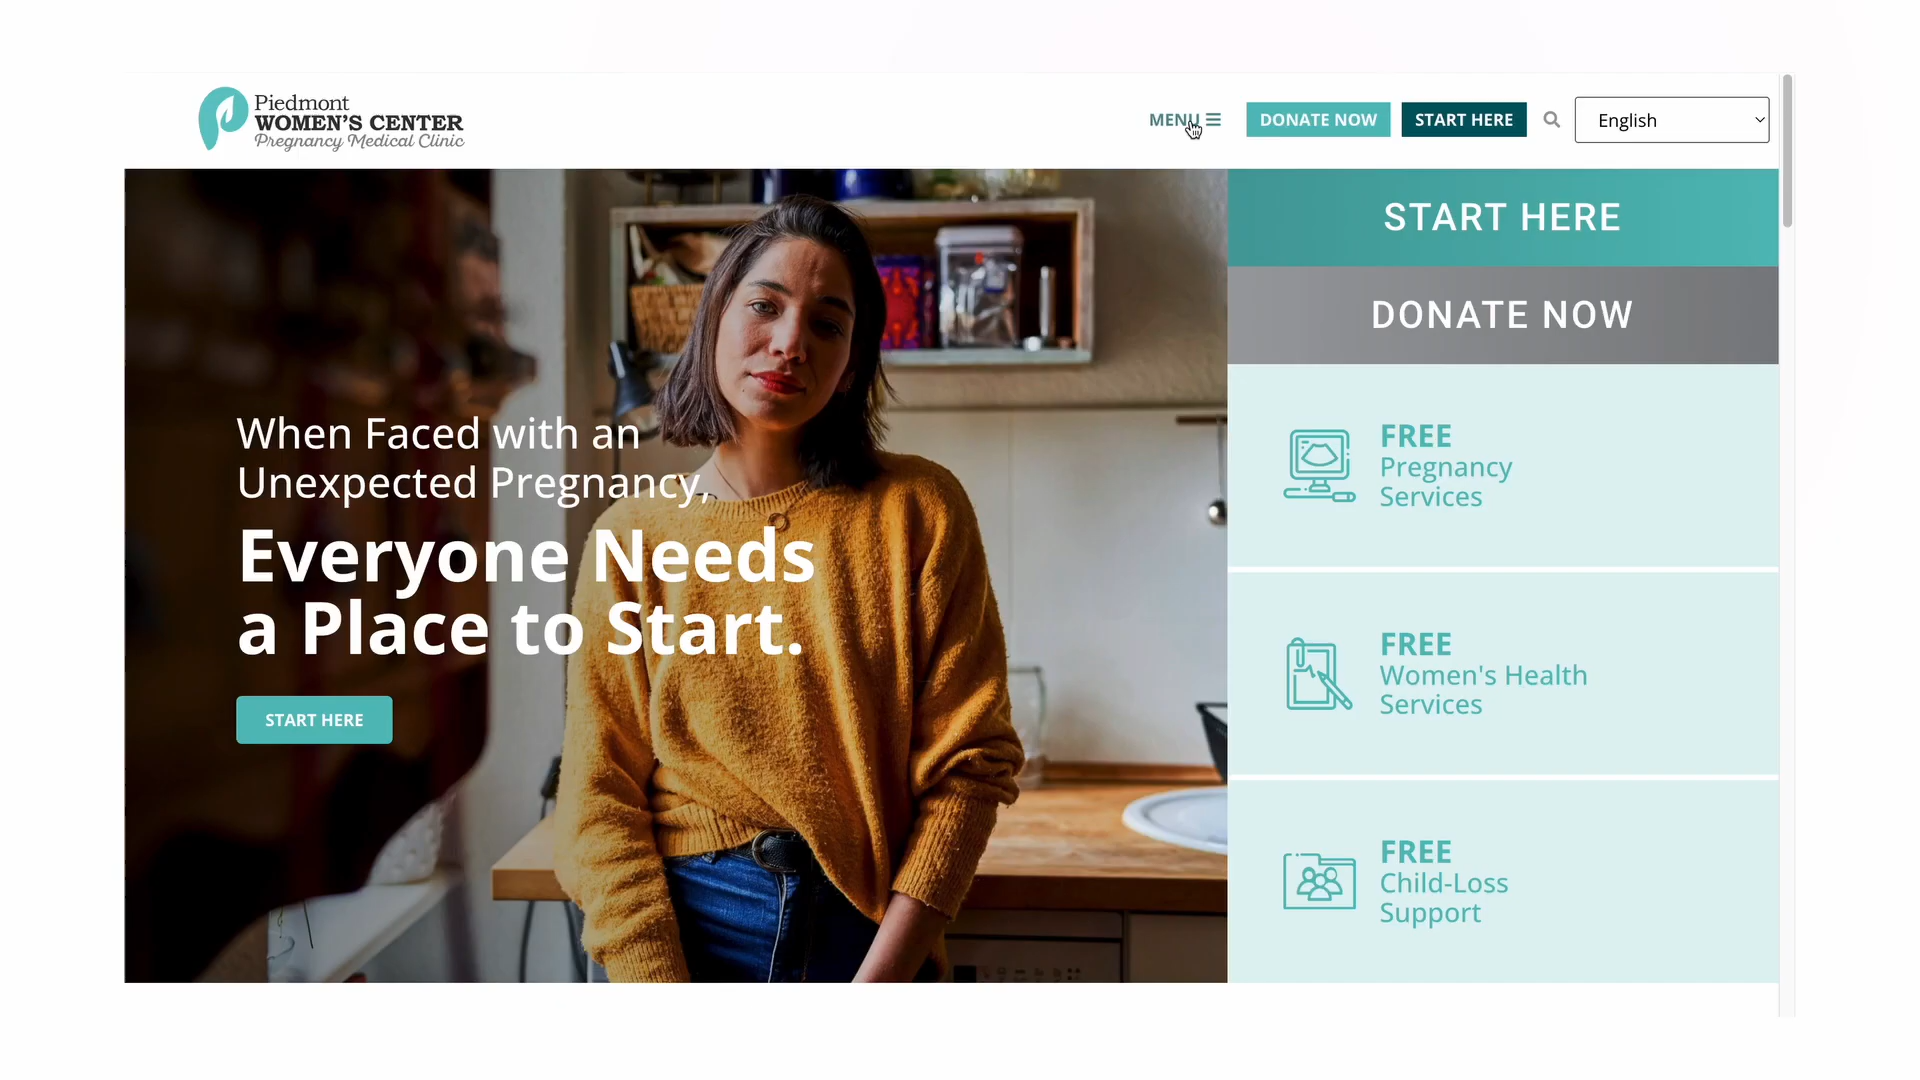 Piedmont
WOMEN'S CENTER
Pregnancy Medical Clinic
MENU
DONATE NOW
START HERE
English
When Faced with an
Unexpected Pregnancy,
Everyone Needs
a Place to Start.
START HERE
START HERE
DONATE NOW
FREE
Pregnancy
Services
FREE
Women's Health
Services
FREE
Child-Loss
Support